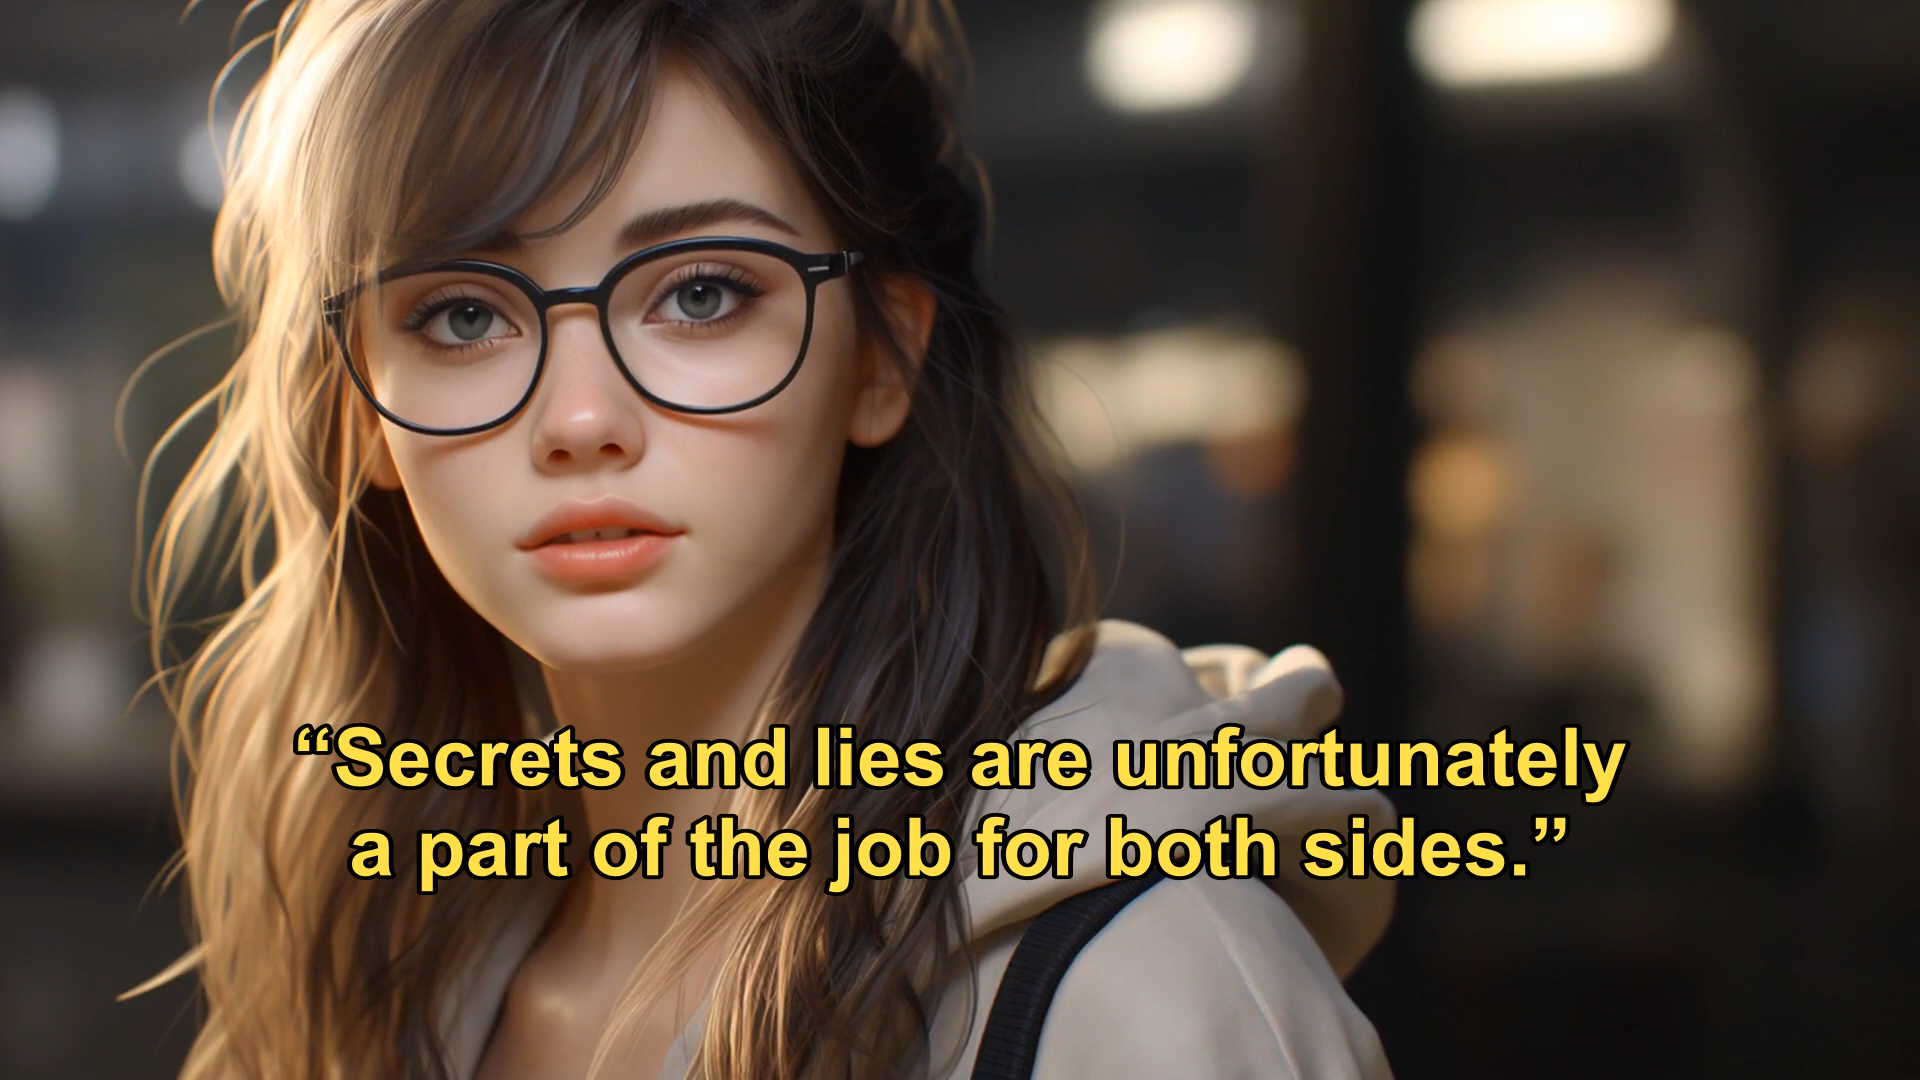 “Secrets and lies are unfortunately
a part of the job for both sides.”